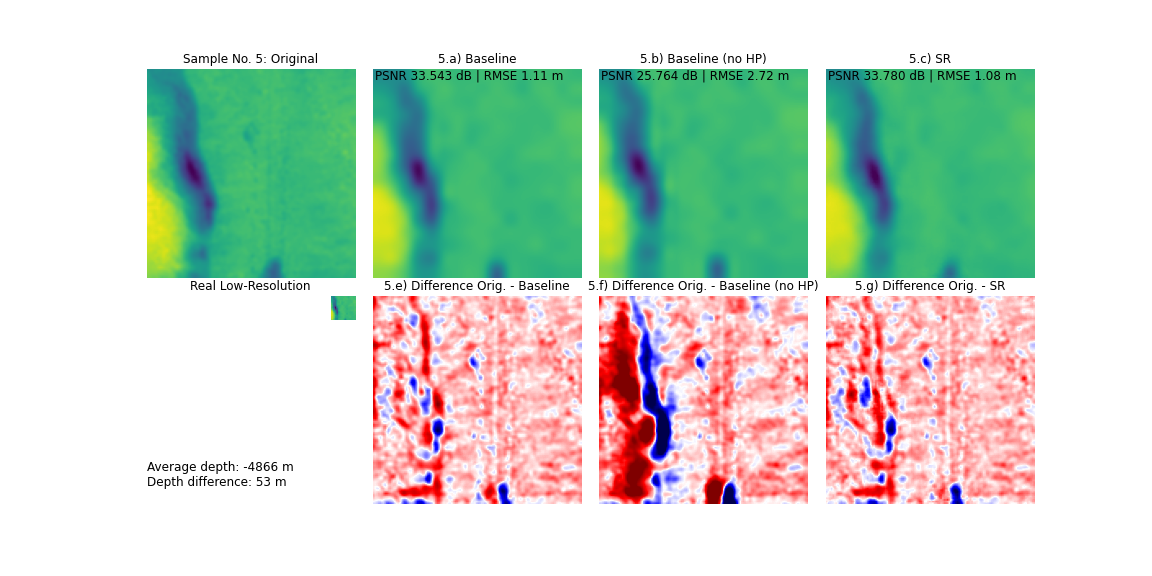 Sample No. 5: Original
5.a) Baseline
5.b) Baseline (no HP)
5.c) SR
PSNR 33.543 dB | RMSE 1.11 m
PSNR 25.764 dB | RMSE 2.72 m
PSNR 33.780 dB | RMSE 1.08 m
Real Low-Resolution
5.e) Difference Orig. - Baseline
5.f) Difference Orig. - Baseline (no HP)
5.g) Difference Orig. - SR
Average depth: -4866 m
Depth difference: 53 m